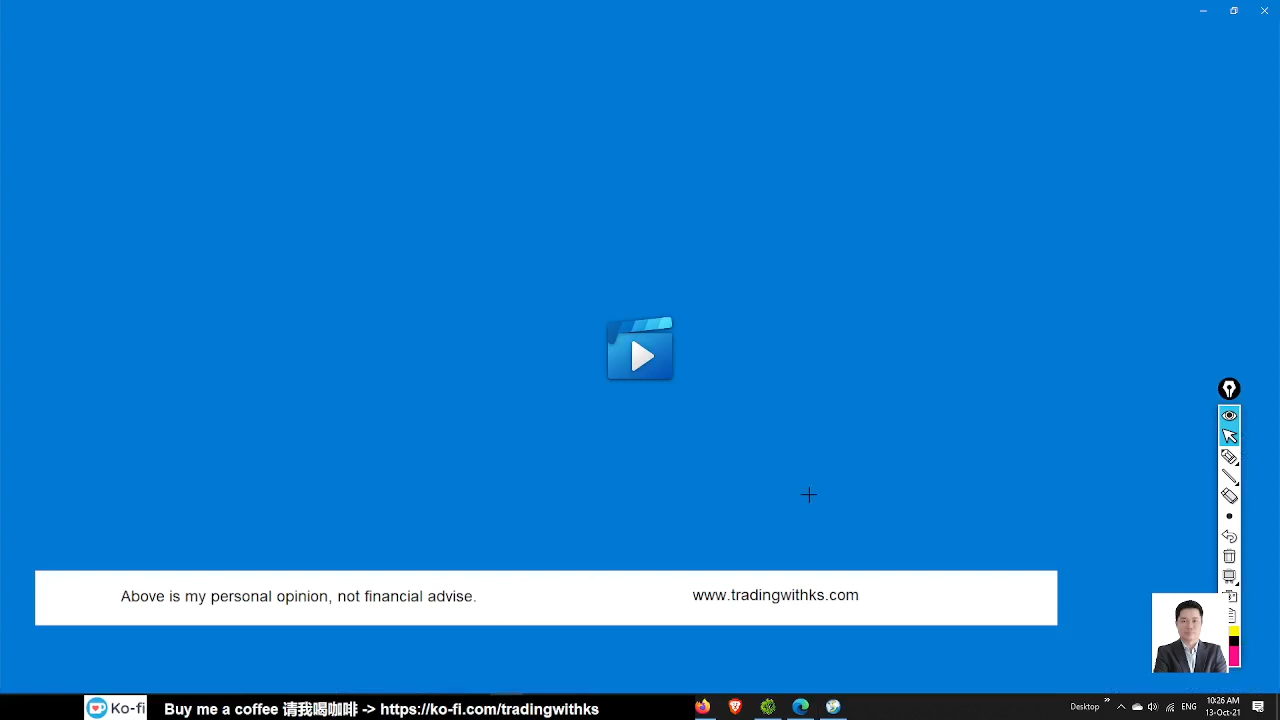 Above is my personal opinion, not financial advise.
www.tradingwithks.com
Ko-fi
Buy me a coffee 请我喝咖啡 -> https://ko-fi.com/tradingwithks
Desktop
ENG
10:26 AM
13-Oct-21